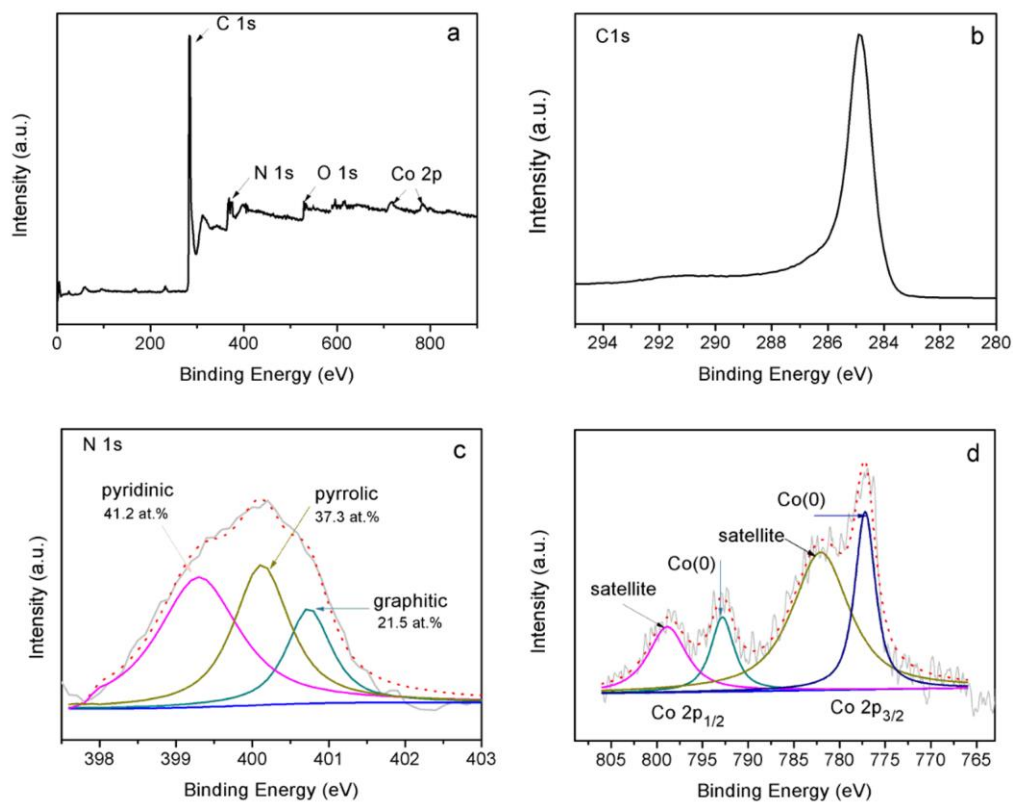 a
C 1s
N 1s
O 1s
Co 2p
Intensity (a.u.)
0 200 400 600 800
Binding Energy (eV)
C1s
b
Intensity (a.u.)
294 292 290 288 286 284 282 280
Binding Energy (eV)
N 1s
c
pyridinic
41.2 at.%
pyrrolic
37.3 at.%
graphitic
21.5 at.%
Intensity (a.u.)
398 399 400 401 402 403
Binding Energy (eV)
d
Co(0)
satellite
Co(0)
satellite
Co 2p1/2
Co 2p3/2
Intensity (a.u.)
805 800 795 790 785 780 775 770 765
Binding Energy (eV)